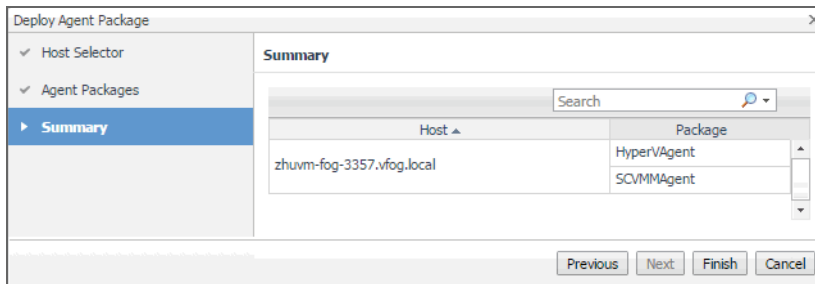 Deploy Agent Package
Host Selector
Agent Packages
Summary
Summary
Search
Host Package
zhuvm-fog-3357.vfog.local
HyperVAgent
SCVMMAgent
Previous Next Finish Cancel